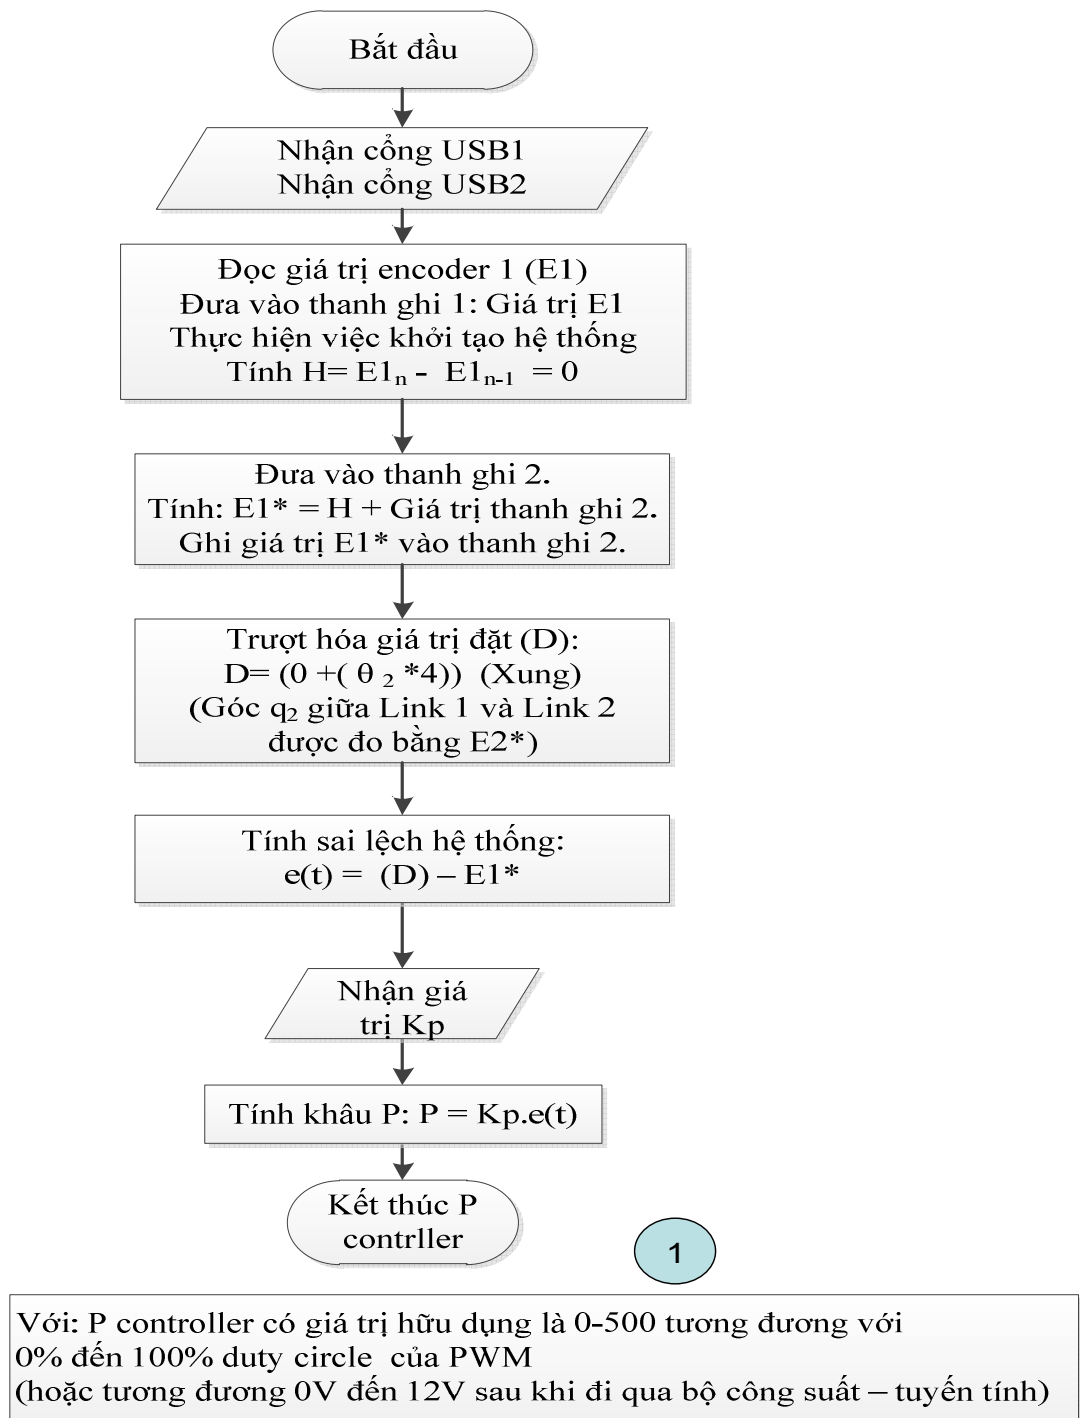 Bắt đầu
Nhận cổng USB1
Nhận cổng USB2
Đọc giá trị encoder 1 (E1)
Đưa vào thanh ghi 1: Giá trị E1
Thực hiện việc khởi tạo hệ thống
Tính H= E1ₙ - E1ₙ₋₁ = 0
Đưa vào thanh ghi 2.
Tính: E1* = H + Giá trị thanh ghi 2.
Ghi giá trị E1* vào thanh ghi 2.
Trượt hóa giá trị đặt (D):
D= (0 +( θ ₂ *4)) (Xung)
(Góc q₂ giữa Link 1 và Link 2
được đo bằng E2*)
Tính sai lệch hệ thống:
e(t) = (D) – E1*
Nhận giá
trị Kp
Tính khâu P: P = Kp.e(t)
Kết thúc P
contrller
1
Với: P controller có giá trị hữu dụng là 0-500 tương đương với
0% đến 100% duty circle của PWM
(hoặc tương đương 0V đến 12V sau khi đi qua bộ công suất – tuyến tính)